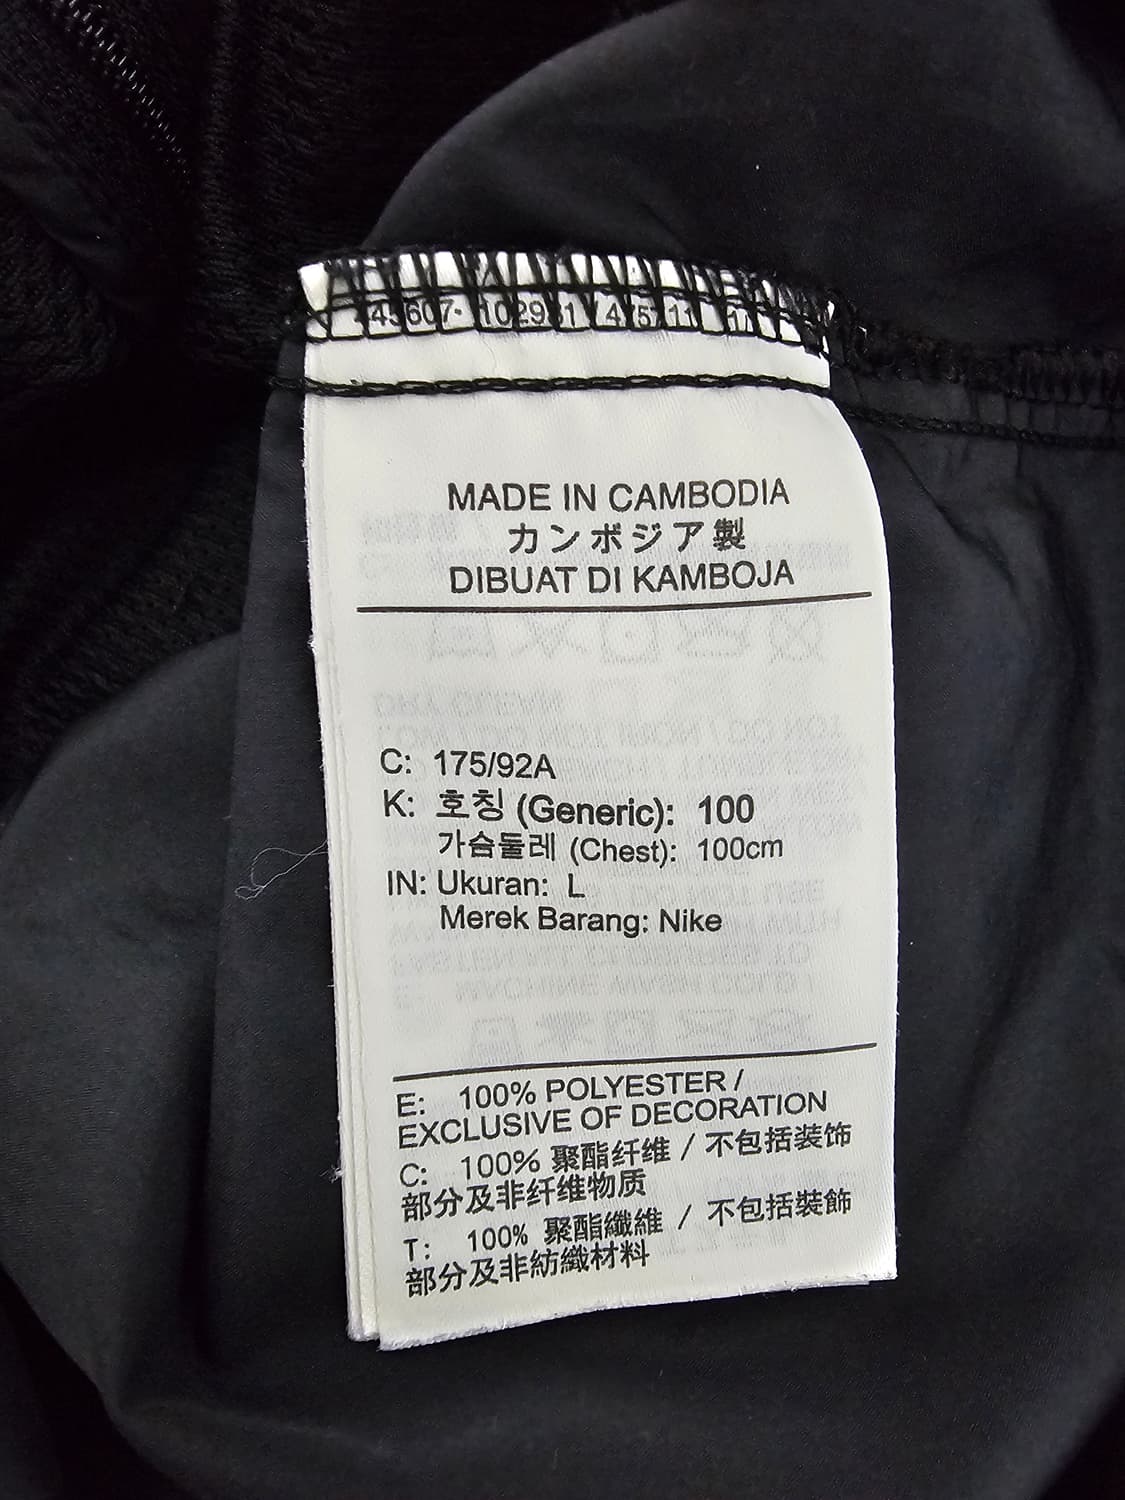 MADE IN CAMBODIA
カンボジア製
DIBUAT DI KAMBOJA
C: 175/92A
K: 호칭 (Generic): 100
가슴둘레 (Chest): 100cm
IN: Ukuran: L
Merek Barang: Nike
E: 100% POLYESTER /
EXCLUSIVE OF DECORATION
C: 100% 聚酯纤维 / 不包括装饰
部分及非纤维物质
T: 100% 聚酯纖維 / 不包括裝飾
部分及非紡織材料